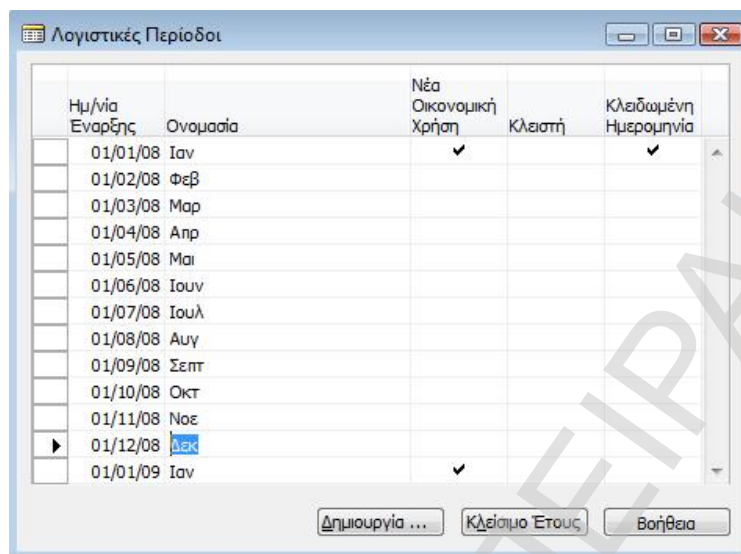 Λογιστικές Περίοδοι
Ημ/νία Έναρξης Ονομασία Νέα Οικονομική Χρήση Κλειστή Κλειδωμένη Ημερομηνία
01/01/08 Ιαν ✔ ✔
01/02/08 Φεβ
01/03/08 Μαρ
01/04/08 Απρ
01/05/08 Μαι
01/06/08 Ιουν
01/07/08 Ιουλ
01/08/08 Αυγ
01/09/08 Σεπτ
01/10/08 Οκτ
01/11/08 Νοε
01/12/08 Δεκ
01/01/09 Ιαν ✔
Δημιουργία ... Κλείσιμο Έτους Βοήθεια
ΠΕΙΡΑ